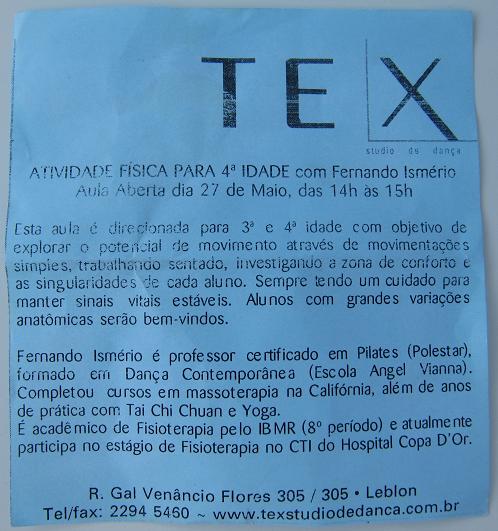 TEX
studio de dança
ATIVIDADE FÍSICA PARA 4ª IDADE com Fernando Ismério
Aula Aberta dia 27 de Maio, das 14h às 15h
Esta aula é direcionada para 3ª e 4ª idade com objetivo de
explorar o potencial de movimento através de movimentações
simples, trabalhando sentado, investigando a zona de conforto e
as singularidades de cada aluno. Sempre tendo um cuidado para
manter sinais vitais estáveis. Alunos com grandes variações
anatômicas serão bem-vindos.
Fernando Ismério é professor certificado em Pilates (Polestar),
formado em Dança Contemporânea (Escola Angel Vianna).
Completou cursos em massoterapia na Califórnia, além de anos
de prática com Tai Chi Chuan e Yoga.
É acadêmico de Fisioterapia pelo IBMR (8º período) e atualmente
participa no estágio de Fisioterapia no CTI do Hospital Copa D'Or.
R. Gal Venâncio Flores 305 / 305 • Leblon
Tel/fax: 2294 5460 ~ www.texstudiodedanca.com.br